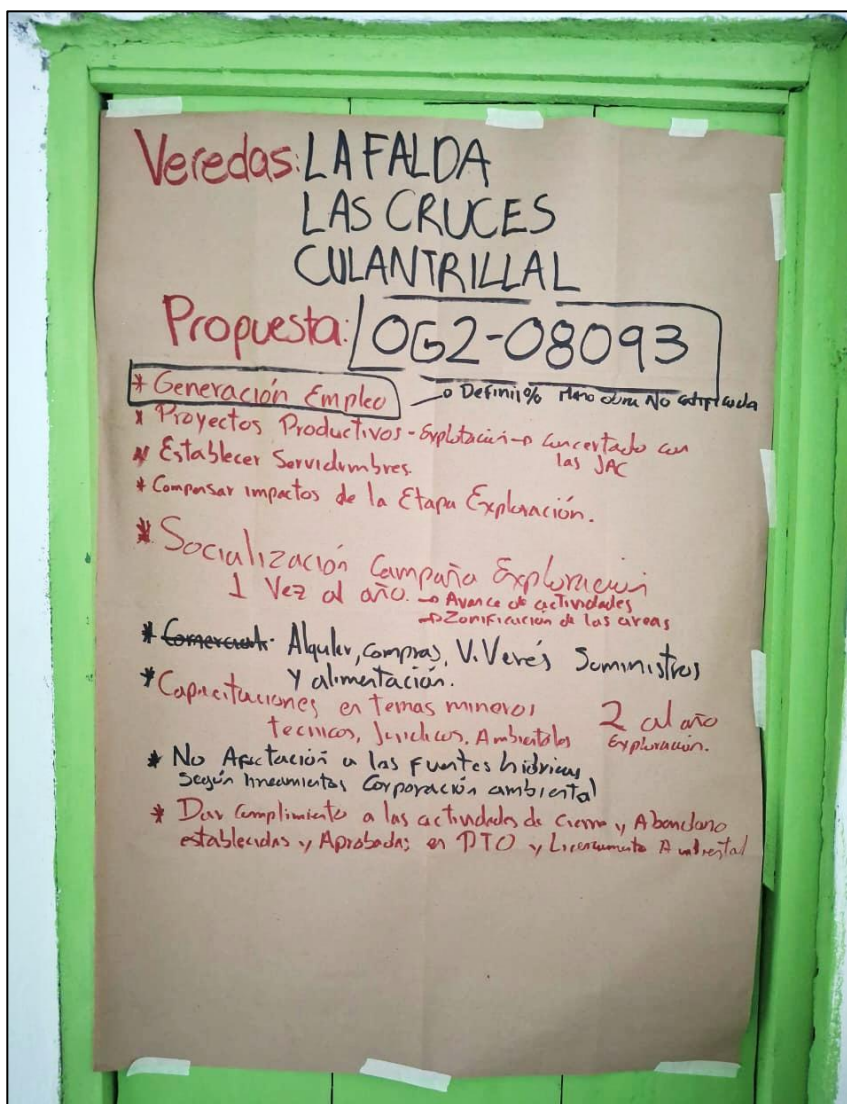 Veredas: LA FALDA
LAS CRUCES
CULANTRILLAL
Propuesta: OG2-08093
* Generación Empleo → Definir % Mano obra No calificada
* Proyectos Productivos - Explotación → Concertado con
las JAC
* Establecer Servidumbres.
* Compensar impactos de la Etapa Exploración.
* Socialización Campaña Exploración
1 Vez al año. → Avance de actividades
→ Zonificación de las áreas
* Comercial. Alquiler, compras, V. Veres Suministros
y alimentación.
* Capacitaciones en temas mineros
tecnicos, Juridicos, Ambientales
2 al año
Exploración.
* No Afectación a las Fuentes hídricas
Según lineamientos Corporación ambiental
* Dar Cumplimiento a las actividades de cierre y Abandono
establecidas y Aprobadas en PTO y Licenciamiento Ambiental